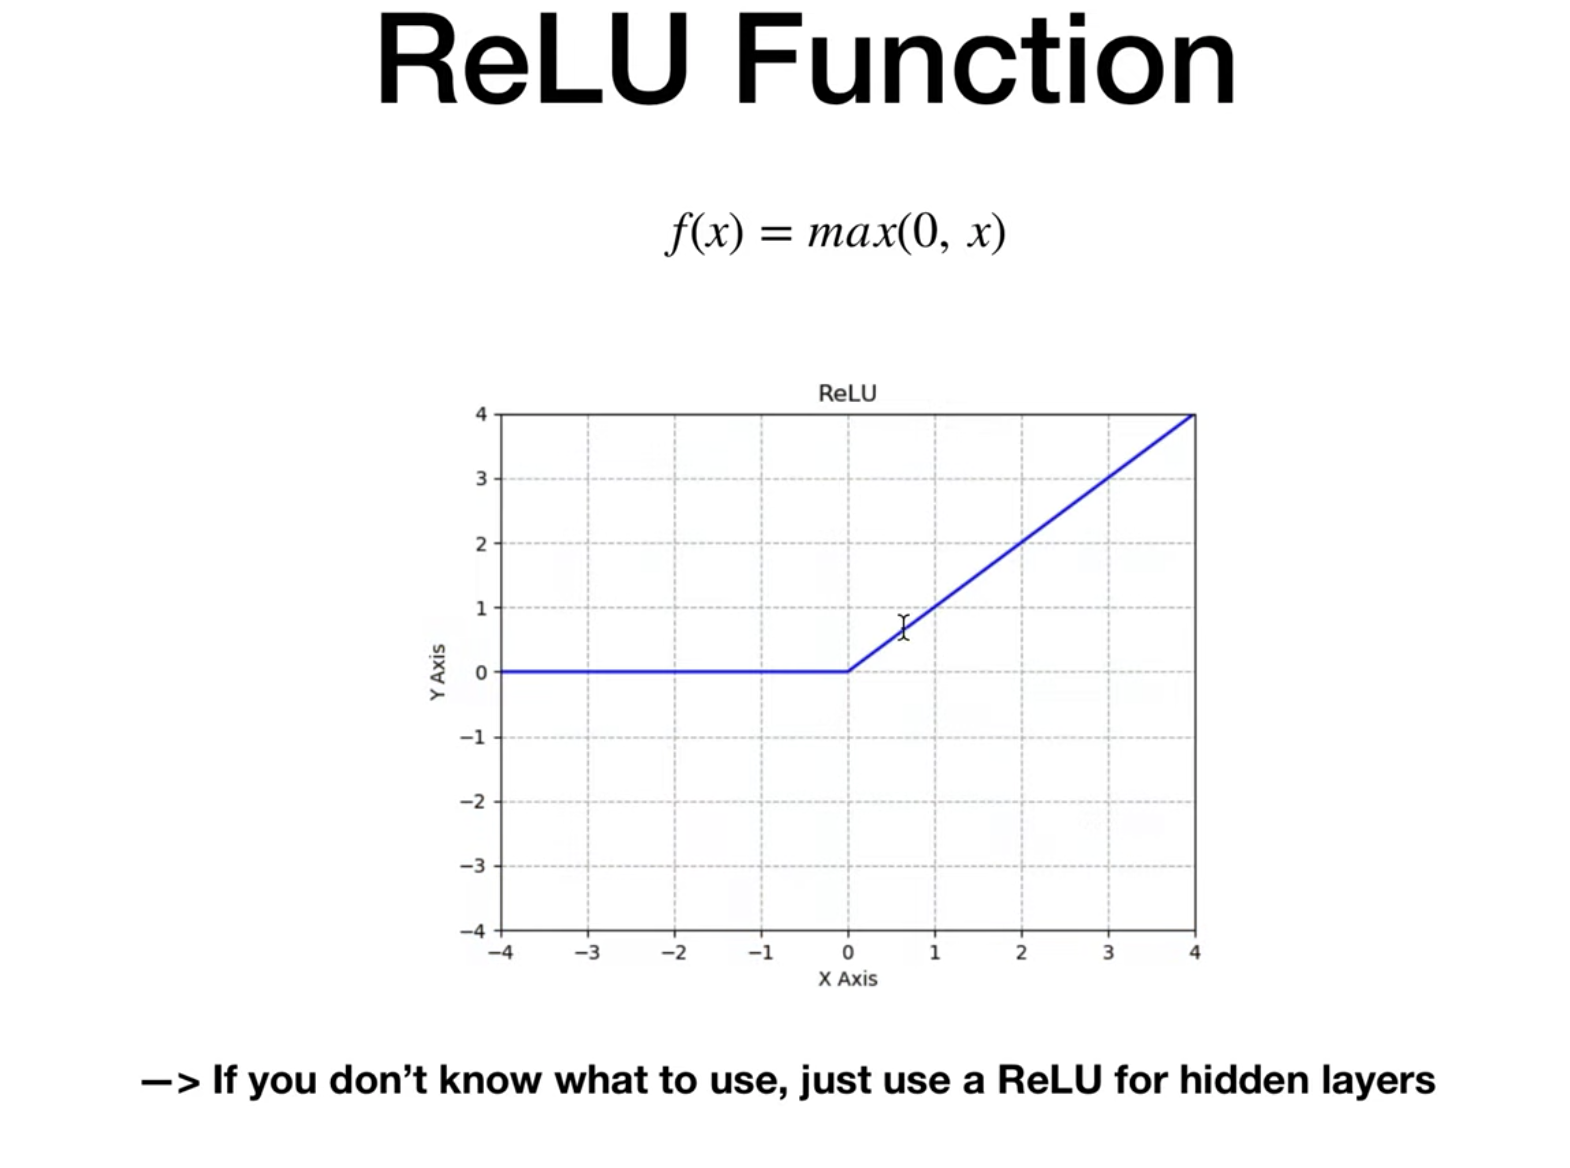 ReLU Function
f(x) = max(0, x)
ReLU
4
3
2
1
0
−1
−2
−3
−4
Y Axis
−4 −3 −2 −1 0 1 2 3 4
X Axis
—> If you don’t know what to use, just use a ReLU for hidden layers